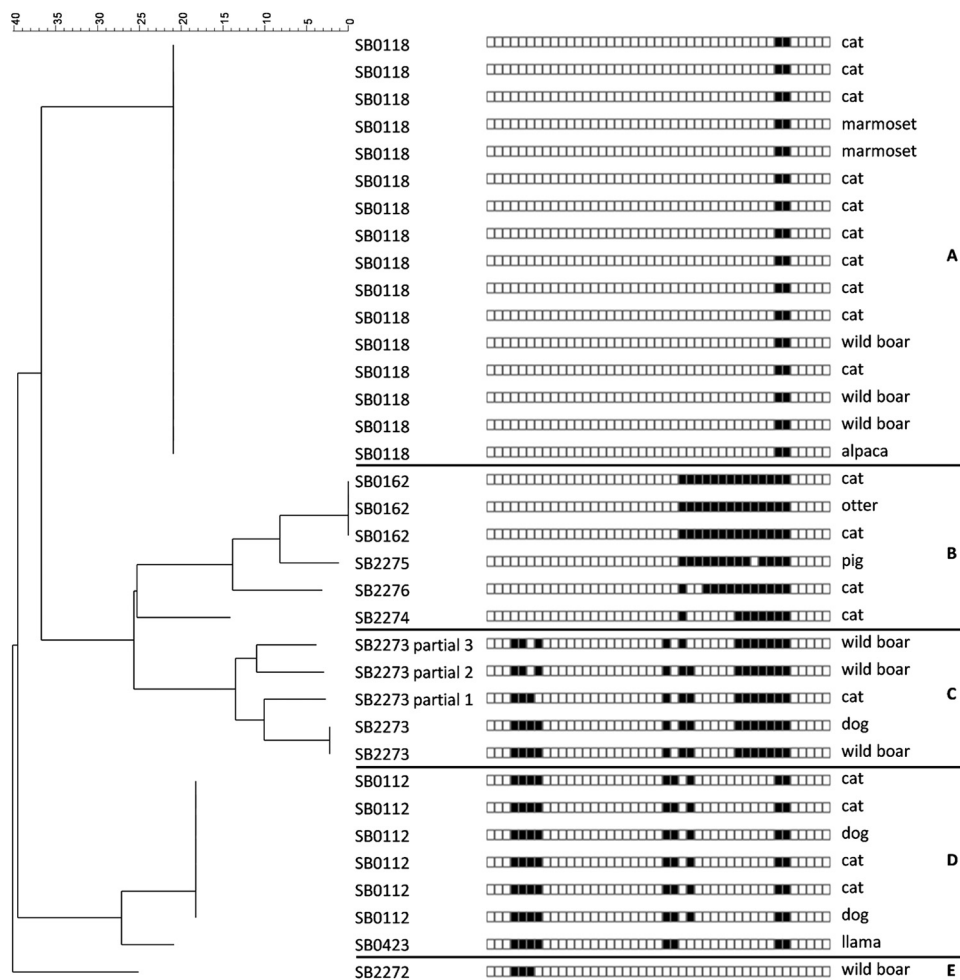 40 35 30 25 20 15 10 5 0
SB0118 cat
SB0118 cat
SB0118 cat
SB0118 marmoset
SB0118 marmoset
SB0118 cat
SB0118 cat
SB0118 cat
A
SB0118 cat
SB0118 cat
SB0118 cat
SB0118 wild boar
SB0118 cat
SB0118 wild boar
SB0118 wild boar
SB0118 alpaca
SB0162 cat
SB0162 otter
SB0162 cat
B
SB2275 pig
SB2276 cat
SB2274 cat
SB2273 partial 3 wild boar
SB2273 partial 2 wild boar
SB2273 partial 1 cat C
SB2273 dog
SB2273 wild boar
SB0112 cat
SB0112 cat
SB0112 dog
SB0112 cat D
SB0112 cat
SB0112 dog
SB0423 llama
SB2272 wild boar E